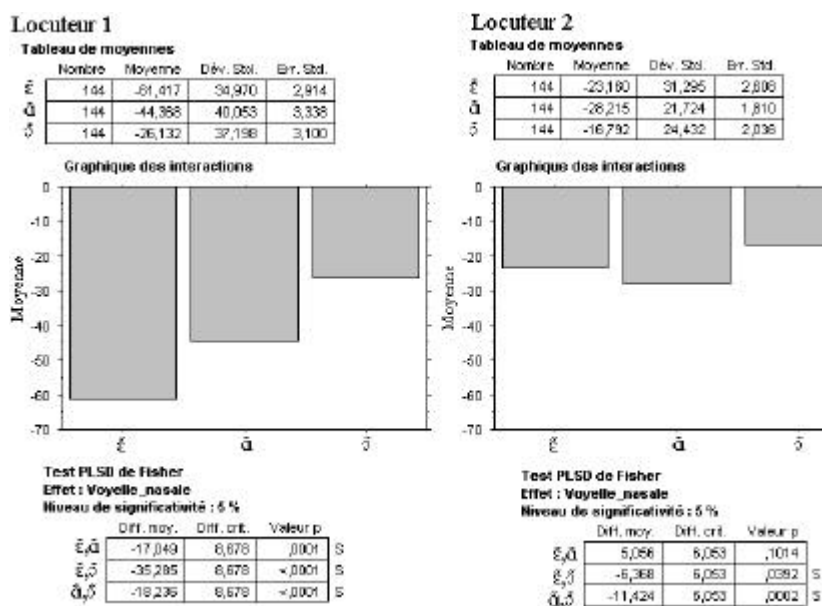 Locuteur 1
Tableau de moyennes
Nombre Moyenne Dév. Std. Err. Std.
ɛ̃ 144 -61,417 34,970 2,914
ɑ̃ 144 -44,368 40,053 3,338
ɔ̃ 144 -26,132 37,198 3,100
Graphique des interactions
Moyenne
0
-10
-20
-30
-40
-50
-60
-70
ɛ̃ ɑ̃ ɔ̃
Test PLSD de Fisher
Effet : Voyelle_nasale
Niveau de significativité : 5 %
Diff. moy. Diff. crit. Valeur p
ɛ̃,ɑ̃ -17,049 8,678 ,0001 S
ɛ̃,ɔ̃ -35,285 8,678 <,0001 S
ɑ̃,ɔ̃ -18,236 8,678 <,0001 S
Locuteur 2
Tableau de moyennes
Nombre Moyenne Dév. Std. Err. Std.
ɛ̃ 144 -23,160 31,295 2,608
ɑ̃ 144 -28,215 21,724 1,810
ɔ̃ 144 -16,792 24,432 2,036
Graphique des interactions
Moyenne
0
-10
-20
-30
-40
-50
-60
-70
ɛ̃ ɑ̃ ɔ̃
Test PLSD de Fisher
Effet : Voyelle_nasale
Niveau de significativité : 5 %
Diff. moy. Diff. crit. Valeur p
ɛ̃,ɑ̃ 5,056 6,053 ,1014
ɛ̃,ɔ̃ -6,368 6,053 ,0392 S
ɑ̃,ɔ̃ -11,424 6,053 ,0002 S